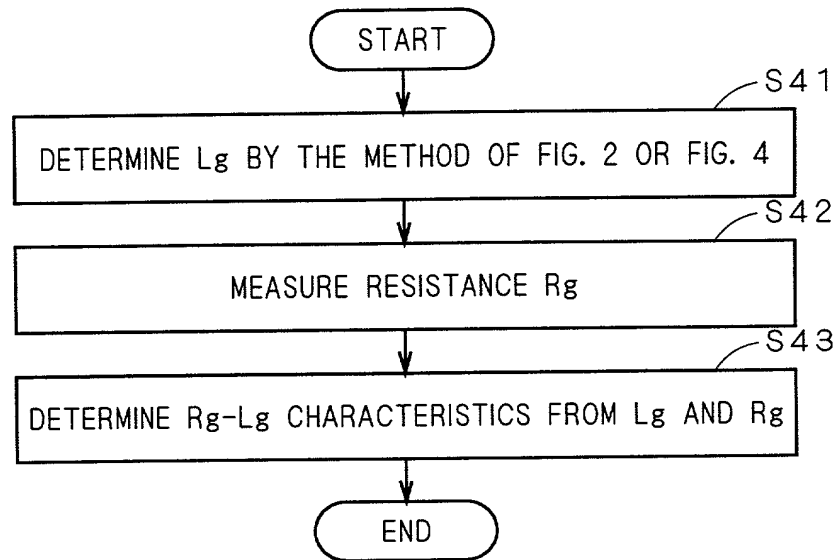 START
S41
DETERMINE Lg BY THE METHOD OF FIG. 2 OR FIG. 4
S42
MEASURE RESISTANCE Rg
S43
DETERMINE Rg-Lg CHARACTERISTICS FROM Lg AND Rg
END